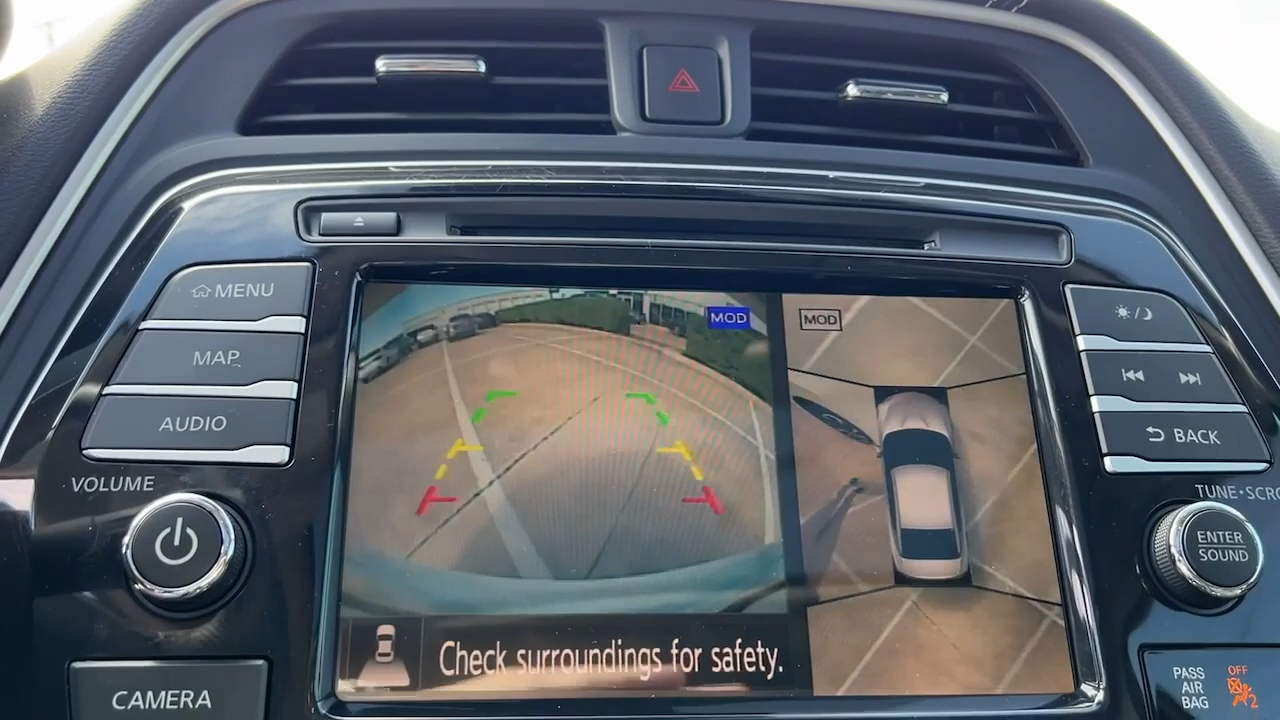 MENU
MAP
AUDIO
VOLUME
CAMERA
MOD
MOD
Check surroundings for safety.
BACK
TUNE·SCRO
ENTER
SOUND
PASS
AIR
BAG
OFF
2